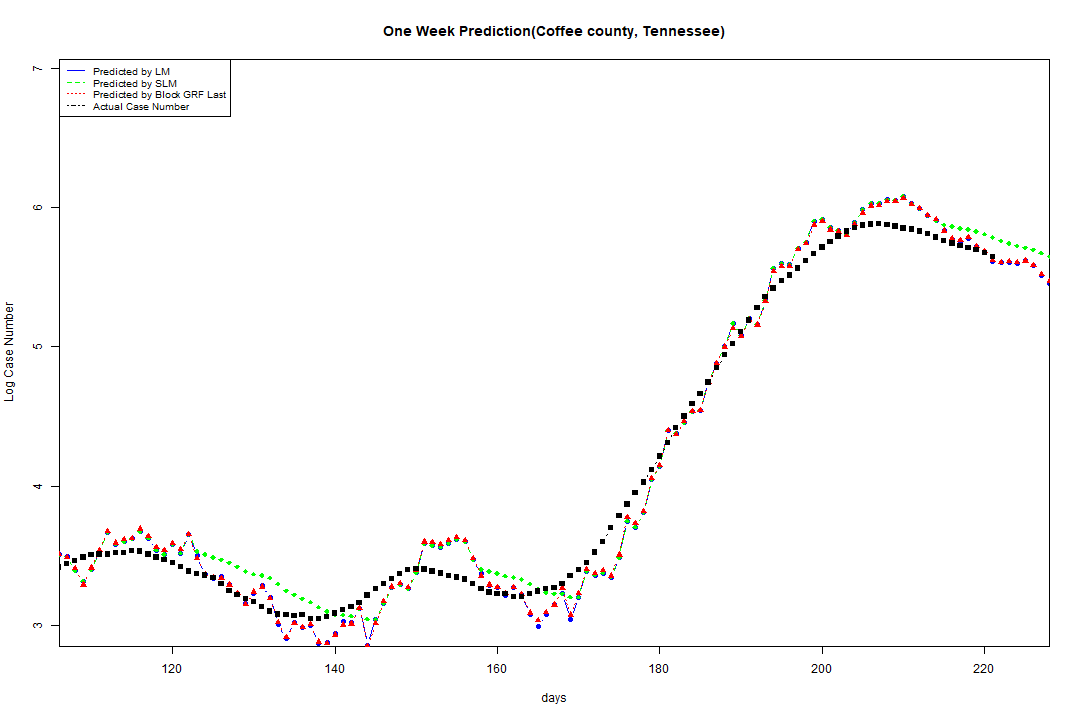 One Week Prediction(Coffee county, Tennessee)
Predicted by LM
Predicted by SLM
Predicted by Block GRF Last
Actual Case Number
7
6
5
4
3
Log Case Number
120 140 160 180 200 220
days